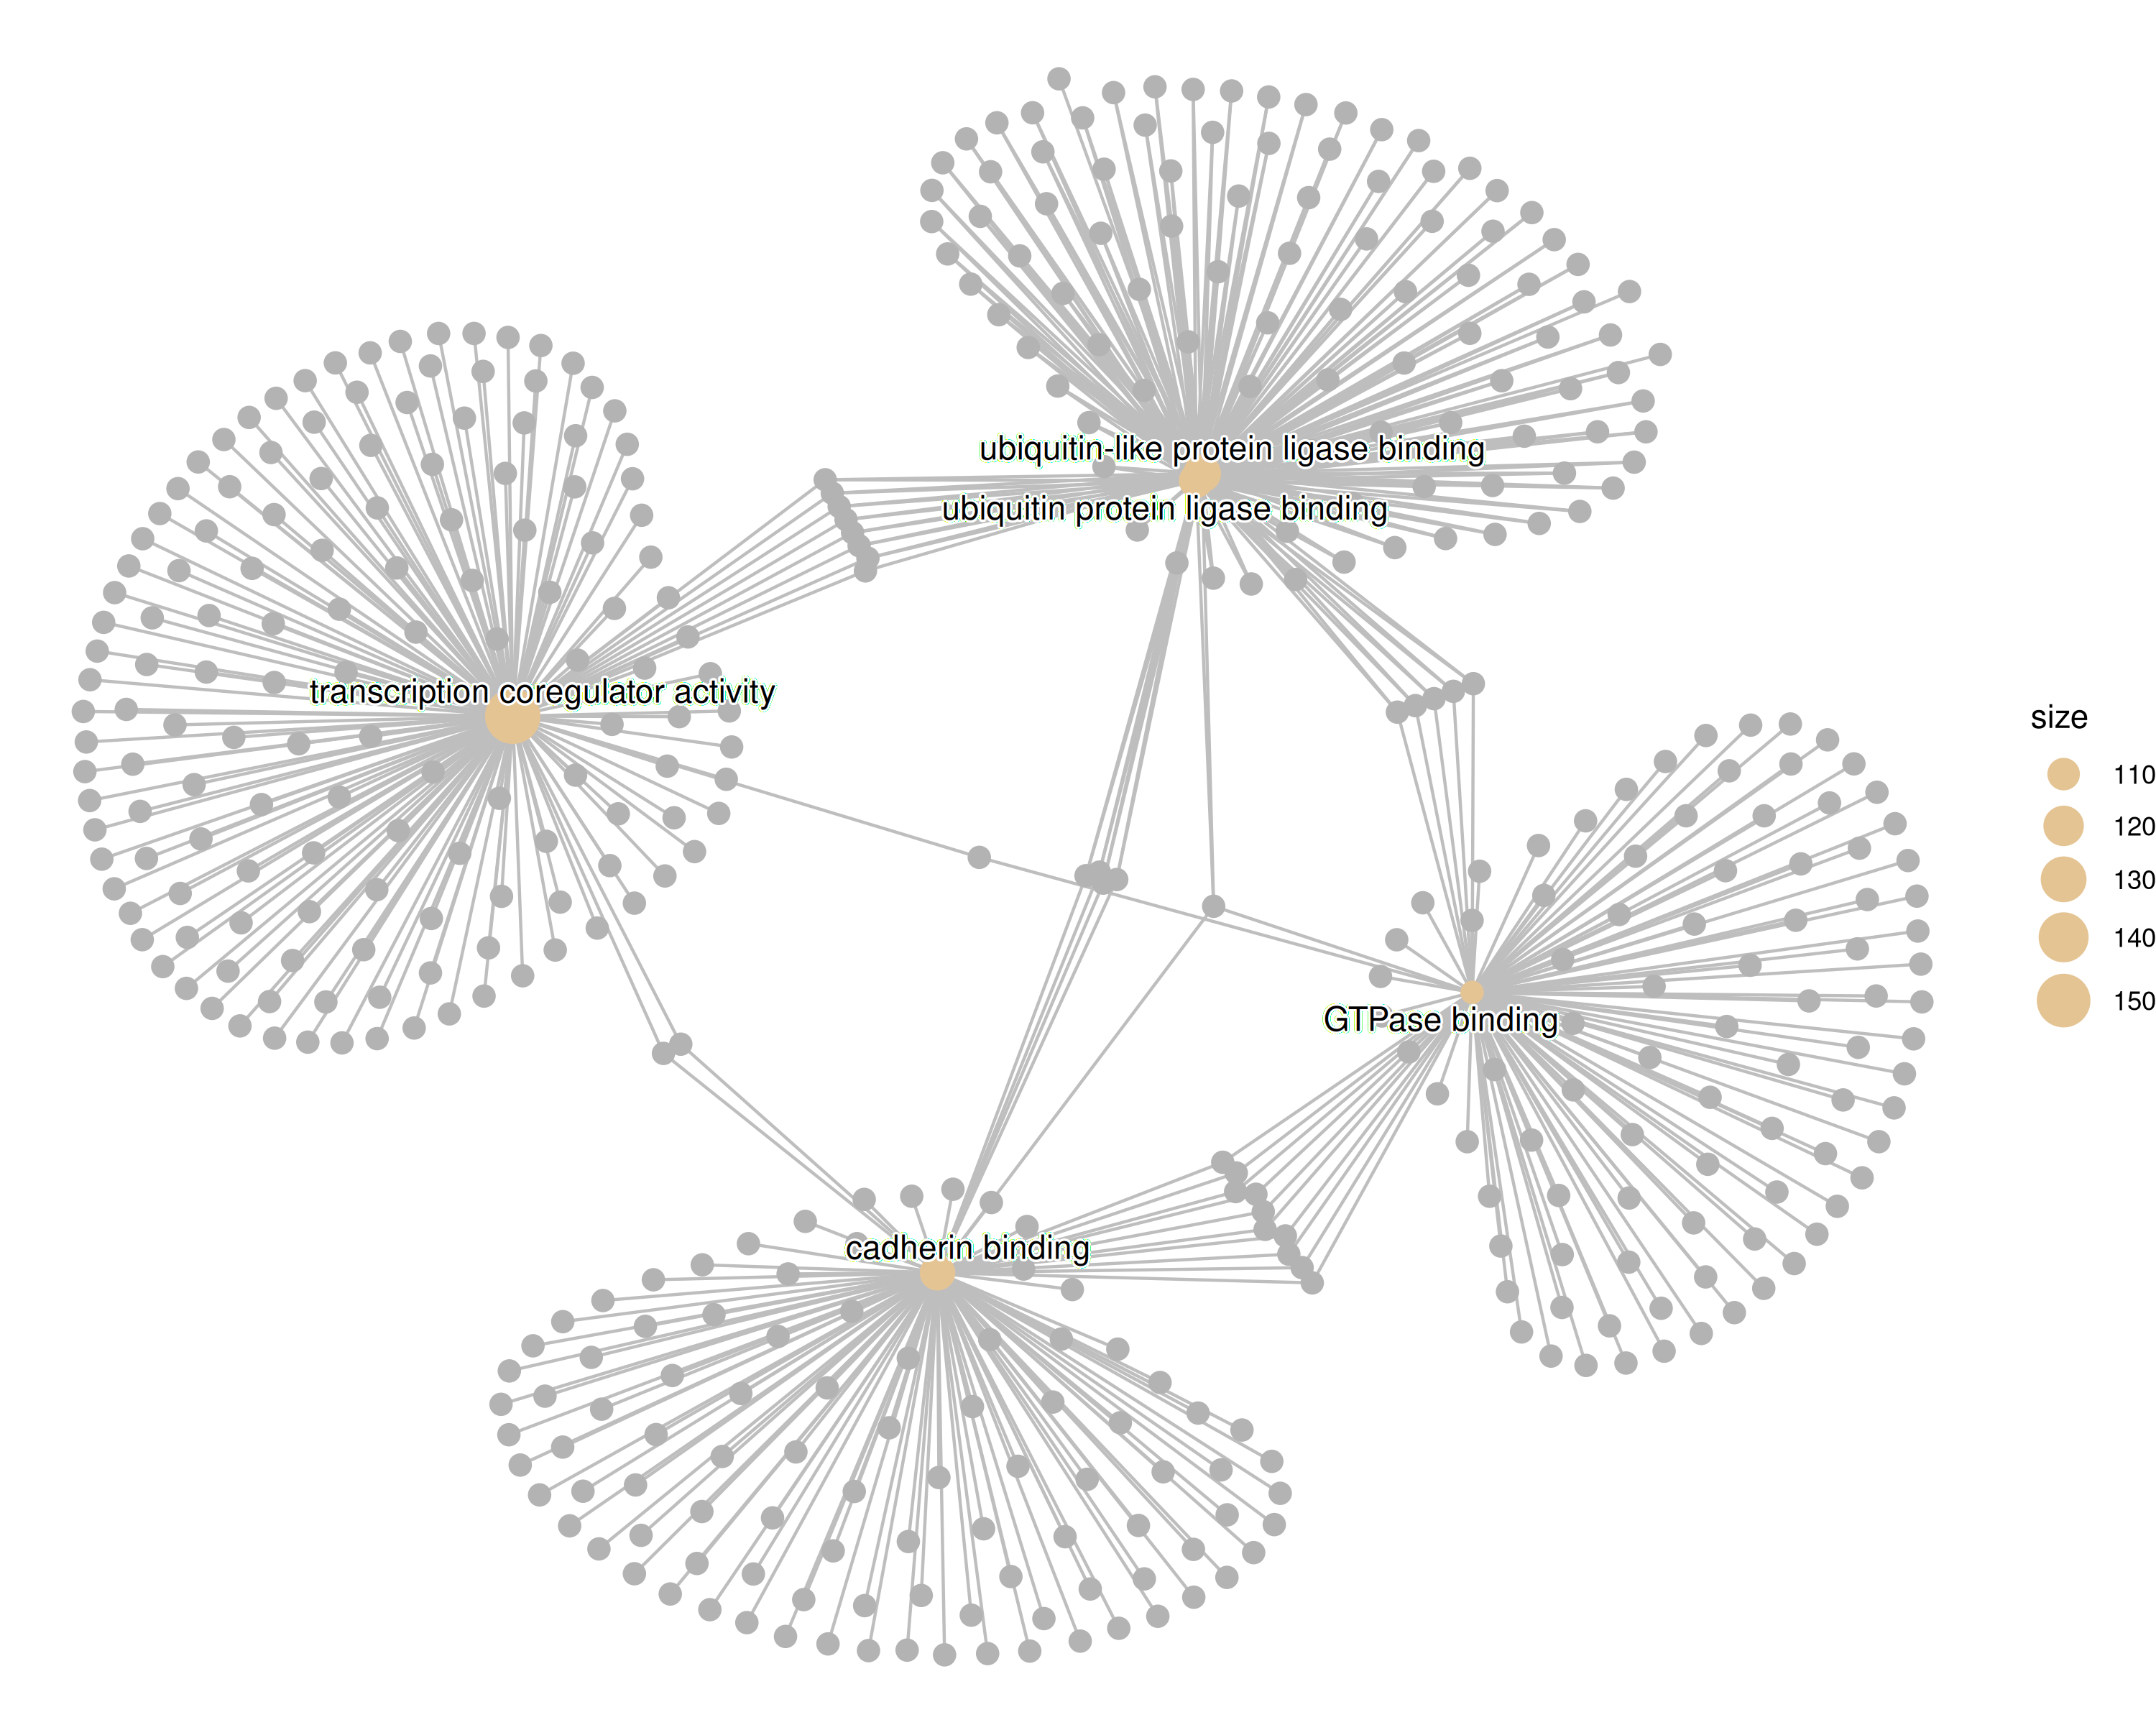 ubiquitin-like protein ligase binding
ubiquitin protein ligase binding
transcription coregulator activity
GTPase binding
cadherin binding
size
110
120
130
140
150